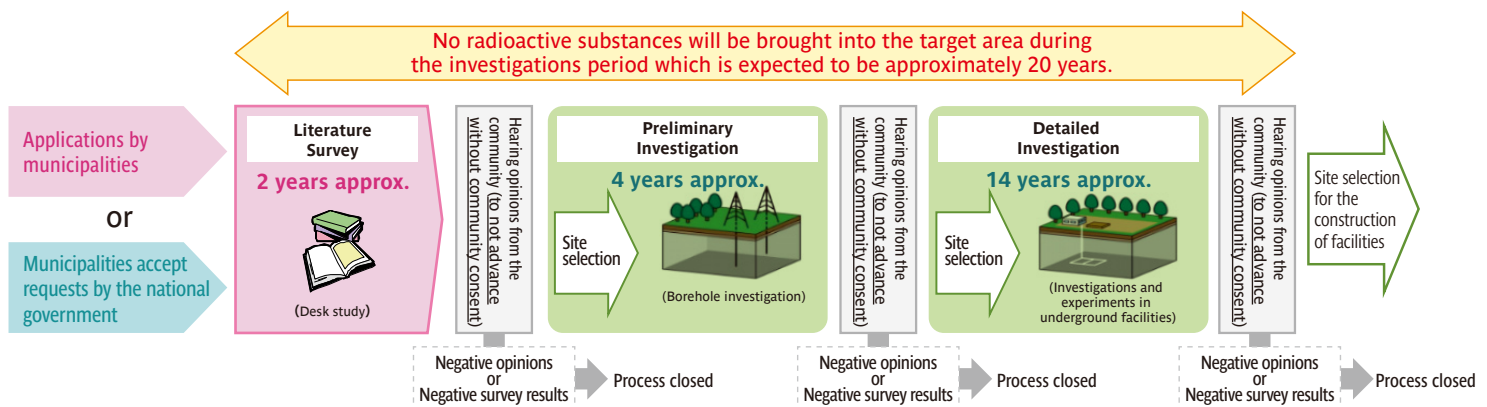 No radioactive substances will be brought into the target area during
the investigations period which is expected to be approximately 20 years.
Applications by
municipalities
or
Municipalities accept
requests by the national
government
Literature
Survey
2 years approx.
(Desk study)
Hearing opinions from the
community (to not advance
without community consent)
Negative opinions
or
Negative survey results
Process closed
Preliminary
Investigation
4 years approx.
Site
selection
(Borehole investigation)
Hearing opinions from the
community (to not advance
without community consent)
Negative opinions
or
Negative survey results
Process closed
Detailed
Investigation
14 years approx.
Site
selection
(Investigations and
experiments in
underground facilities)
Hearing opinions from the
community (to not advance
without community consent)
Negative opinions
or
Negative survey results
Process closed
Site selection
for the
construction
of facilities